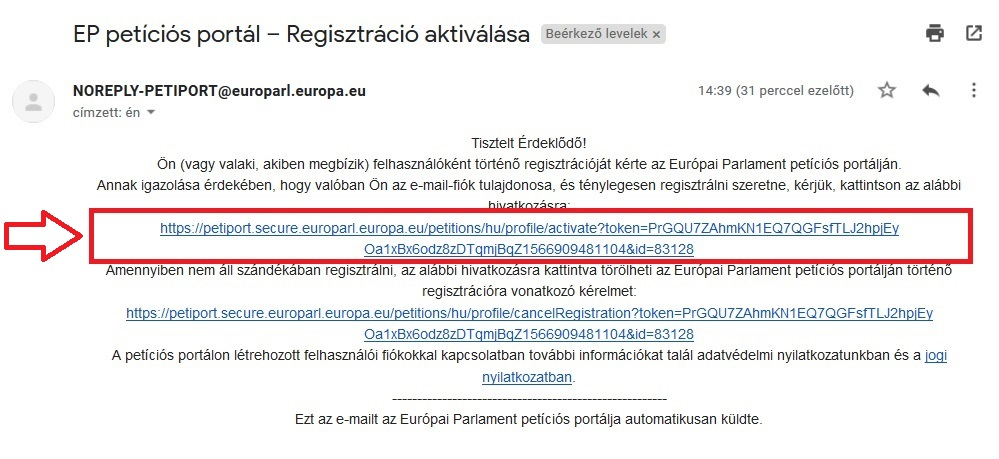 EP petíciós portál – Regisztráció aktiválása Beérkező levelek ×
NOREPLY-PETIPORT@europarl.europa.eu 14:39 (31 perccel ezelőtt)
címzett: én
Tisztelt Érdeklődő!
Ön (vagy valaki, akiben megbízik) felhasználóként történő regisztrációját kérte az Európai Parlament petíciós portálján.
Annak igazolása érdekében, hogy valóban Ön az e-mail-fiók tulajdonosa, és ténylegesen regisztrálni szeretne, kérjük, kattintson az alábbi
hivatkozásra:
https://petiport.secure.europarl.europa.eu/petitions/hu/profile/activate?token=PrGQU7ZAhmKN1EQ7QGFsfTLJ2hpjEy
Oa1xBx6odz8zDTqmjBqZ1566909481104&id=83128
Amennyiben nem áll szándékában regisztrálni, az alábbi hivatkozásra kattintva törölheti az Európai Parlament petíciós portálján történő
regisztrációra vonatkozó kérelmet:
https://petiport.secure.europarl.europa.eu/petitions/hu/profile/cancelRegistration?token=PrGQU7ZAhmKN1EQ7QGFsfTLJ2hpjEy
Oa1xBx6odz8zDTqmjBqZ1566909481104&id=83128
A petíciós portálon létrehozott felhasználói fiókokkal kapcsolatban további információkat talál adatvédelmi nyilatkozatunkban és a jogi
nyilatkozatban.
--------------------------------------------------------
Ezt az e-mailt az Európai Parlament petíciós portálja automatikusan küldte.